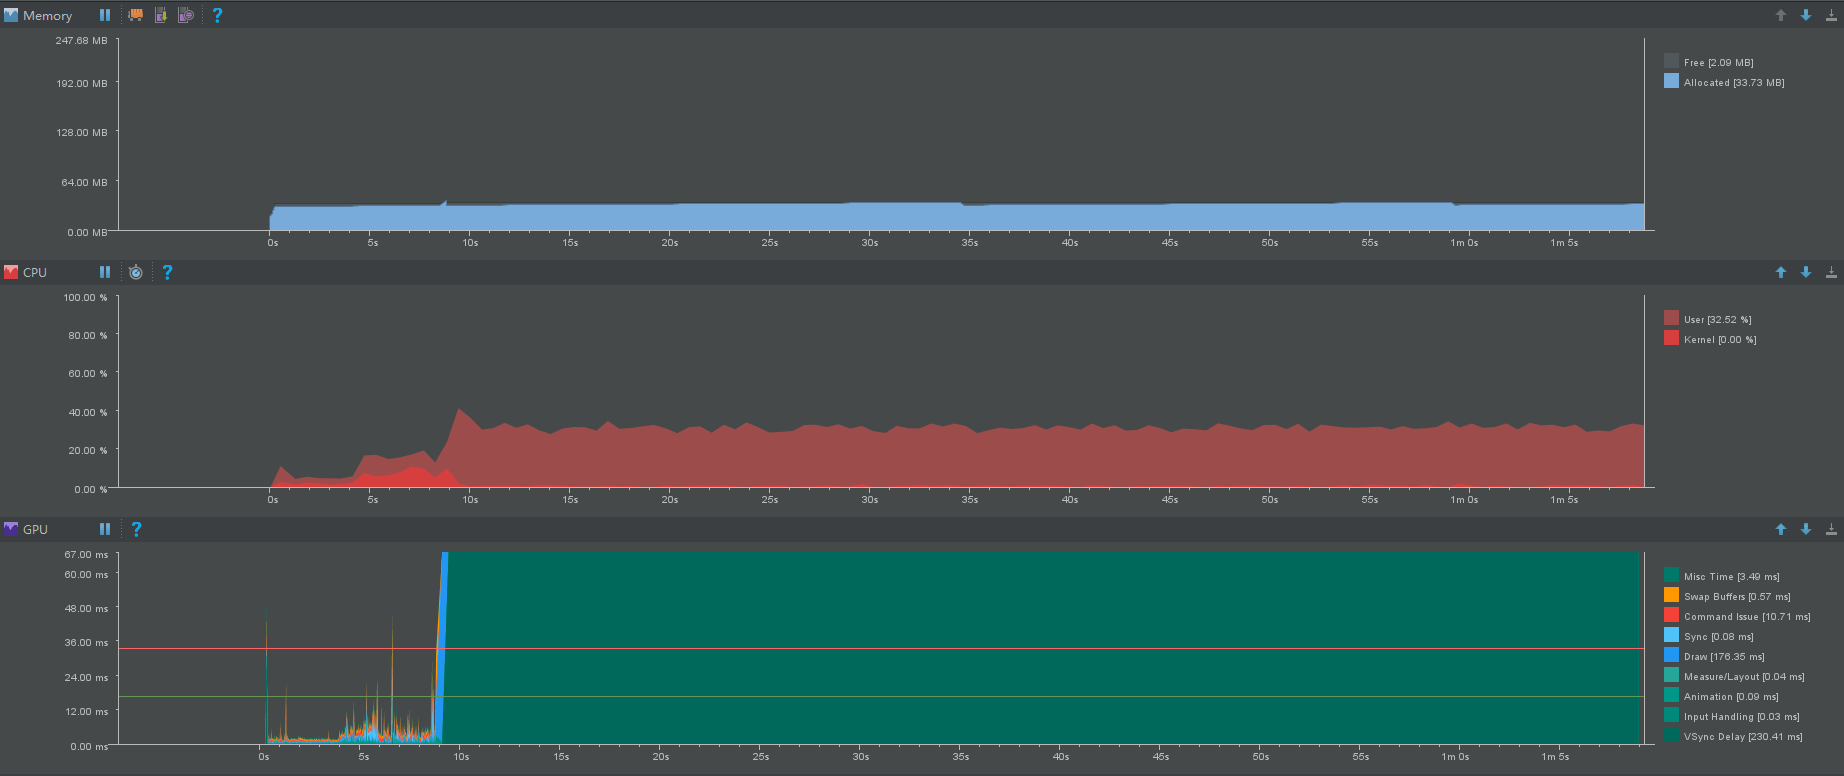 Memory ?
247.68 MB
192.00 MB
128.00 MB
64.00 MB
0.00 MB
0s 5s 10s 15s 20s 25s 30s 35s 40s 45s 50s 55s 1m 0s 1m 5s
Free [2.09 MB]
Allocated [33.73 MB]
CPU ?
100.00 %
80.00 %
60.00 %
40.00 %
20.00 %
0.00 %
0s 5s 10s 15s 20s 25s 30s 35s 40s 45s 50s 55s 1m 0s 1m 5s
User [32.52 %]
Kernel [0.00 %]
GPU ?
67.00 ms
60.00 ms
48.00 ms
36.00 ms
24.00 ms
12.00 ms
0.00 ms
0s 5s 10s 15s 20s 25s 30s 35s 40s 45s 50s 55s 1m 0s 1m 5s
Misc Time [3.49 ms]
Swap Buffers [0.57 ms]
Command Issue [10.71 ms]
Sync [0.08 ms]
Draw [176.35 ms]
Measure/Layout [0.04 ms]
Animation [0.09 ms]
Input Handling [0.03 ms]
VSync Delay [230.41 ms]